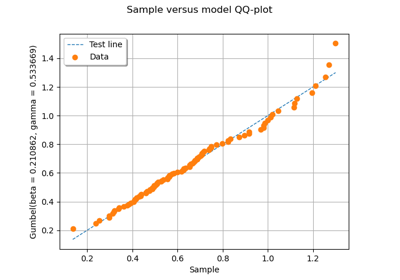 Sample versus model QQ-plot
Test line
Data
Gumbel(beta = 0.210862, gamma = 0.533669)
1.4
1.2
1.0
0.8
0.6
0.4
0.2
0.2 0.4 0.6 0.8 1.0 1.2
Sample